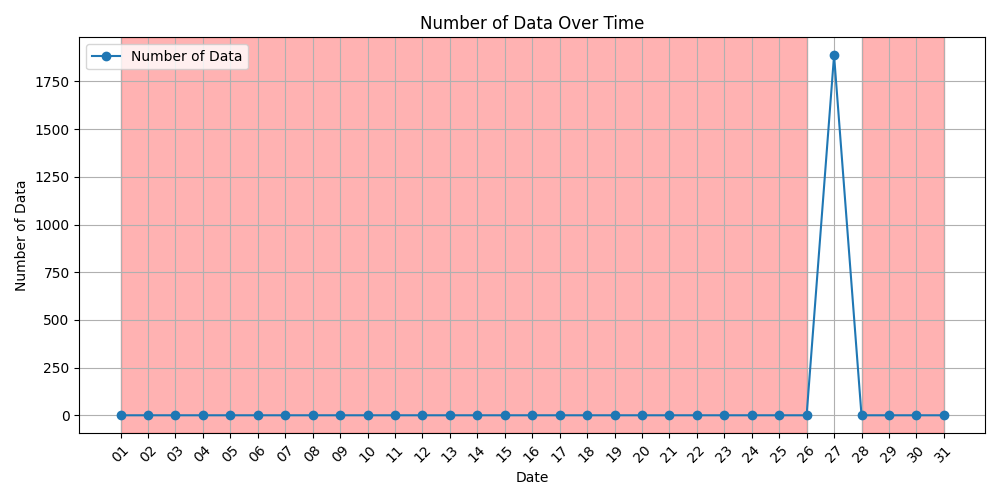 Number of Data Over Time
Number of Data
Number of Data
1750
1500
1250
1000
750
500
250
0
01 02 03 04 05 06 07 08 09 10 11 12 13 14 15 16 17 18 19 20 21 22 23 24 25 26 27 28 29 30 31
Date